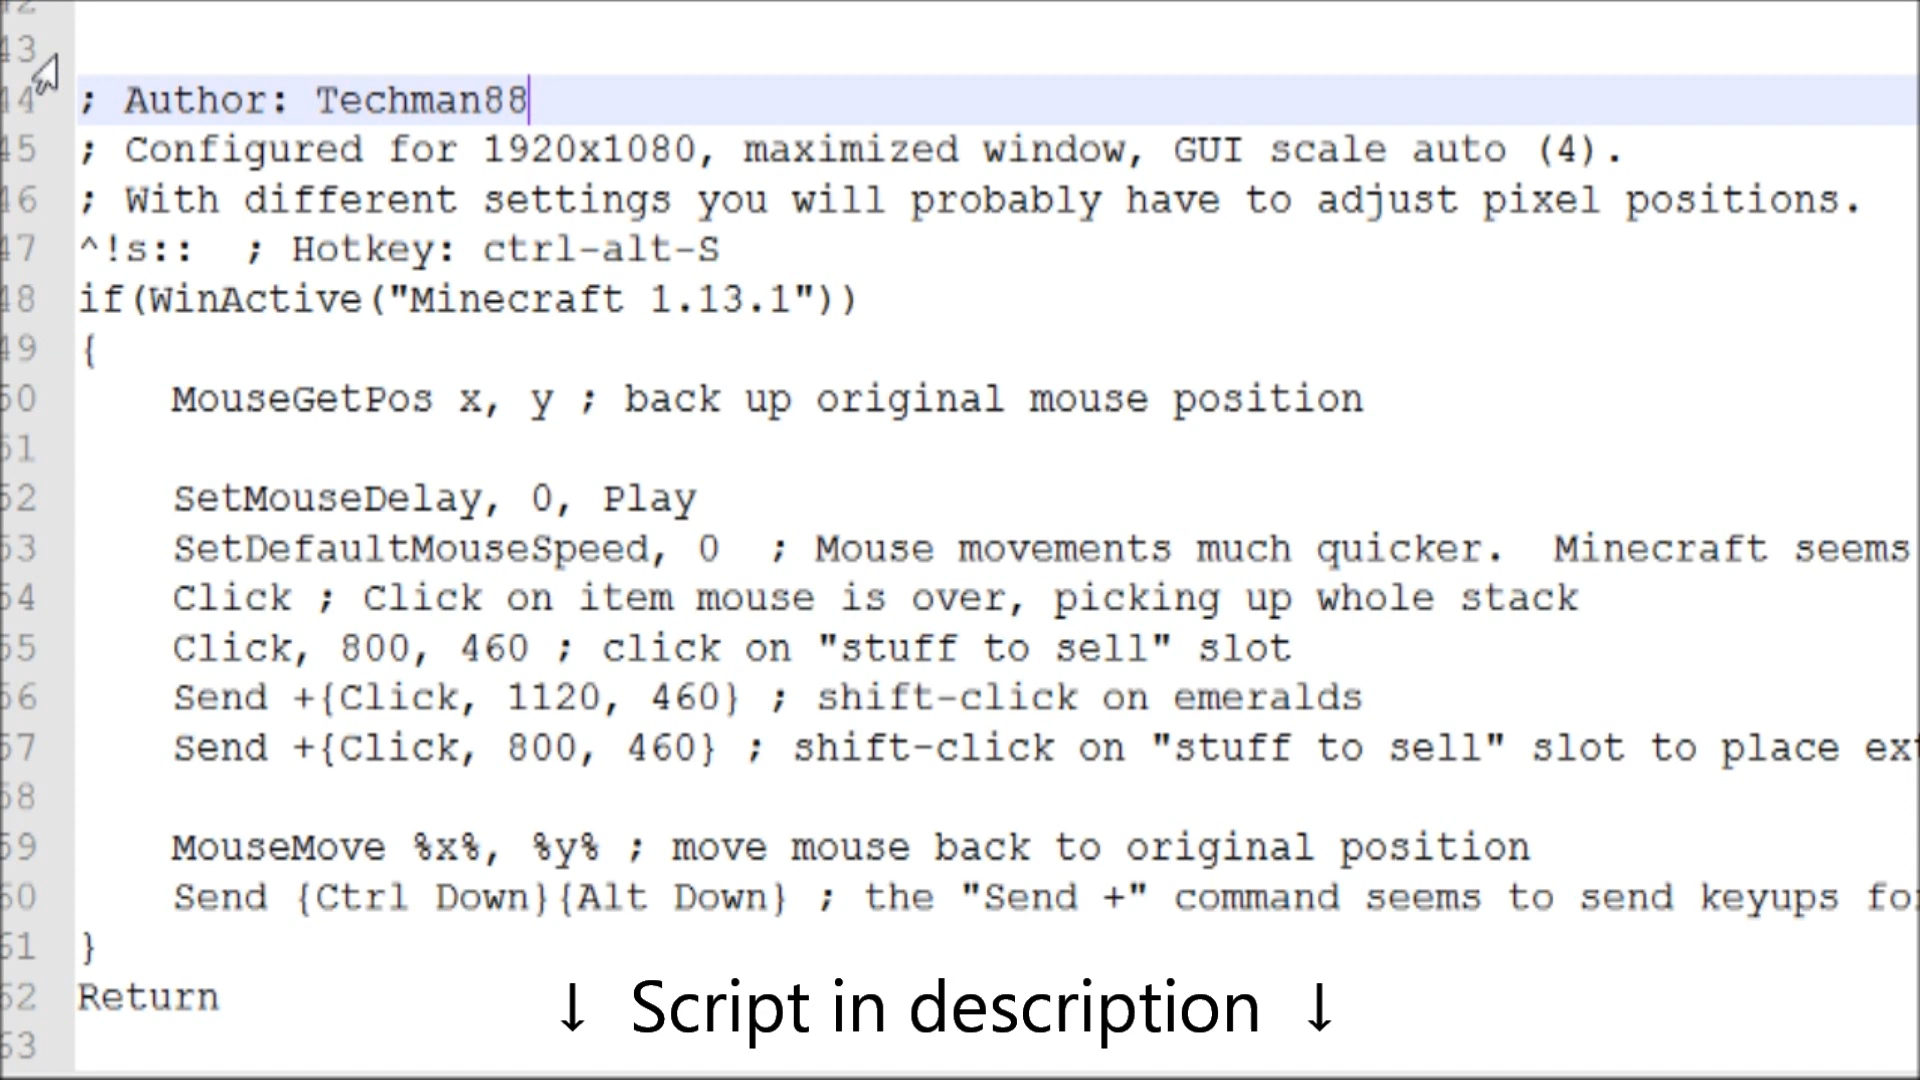 42
43
44 ; Author: Techman88
45 ; Configured for 1920x1080, maximized window, GUI scale auto (4).
46 ; With different settings you will probably have to adjust pixel positions.
47 ^!s::  ; Hotkey: ctrl-alt-S
48 if(WinActive("Minecraft 1.13.1"))
49 {
50 MouseGetPos x, y ; back up original mouse position
51
52 SetMouseDelay, 0, Play
53 SetDefaultMouseSpeed, 0  ; Mouse movements much quicker.  Minecraft seems
54 Click ; Click on item mouse is over, picking up whole stack
55 Click, 800, 460 ; click on "stuff to sell" slot
56 Send +{Click, 1120, 460} ; shift-click on emeralds
57 Send +{Click, 800, 460} ; shift-click on "stuff to sell" slot to place
58
59 MouseMove %x%, %y% ; move mouse back to original position
60 Send {Ctrl Down}{Alt Down} ; the "Send +" command seems to send keyups
61 }
62 Return
63
↓ Script in description ↓